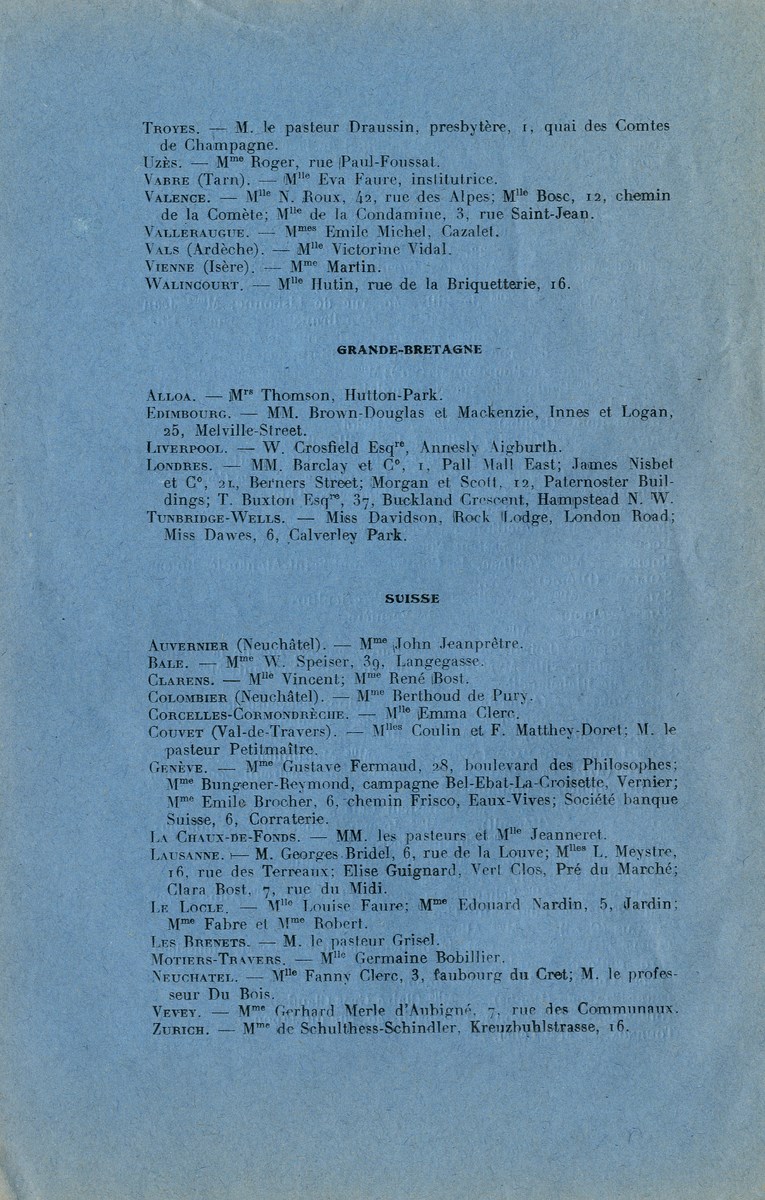 TROYES. — M. le pasteur Draussin, presbytère, 1, quai des Comtes
de Champagne.
UZÈS. — Mme Roger, rue Paul-Foussat.
VABRE (Tarn). — Mlle Eva Faure, institutrice.
VALENCE. — Mlle N. Roux, 42, rue des Alpes; Mlle Bosc, 12, chemin
de la Comète; Mlle de la Condamine, 3, rue Saint-Jean.
VALLERAUGUE. — Mmes Emile Michel, Cazalet.
VALS (Ardèche). — Mlle Victorine Vidal.
VIENNE (Isère). — Mme Martin.
WALINCOURT. — Mlle Hutin, rue de la Briquetterie, 16.
GRANDE-BRETAGNE
ALLOA. — Mrs Thomson, Hutton-Park.
EDIMBOURG. — MM. Brown-Douglas et Mackenzie, Innes et Logan,
25, Melville-Street.
LIVERPOOL. — W. Crosfield Esqre, Annesly Aigburth.
LONDRES. — MM. Barclay et Co, 1, Pall Mall East; James Nisbet
et Co, 21, Berners Street; Morgan et Scott, 12, Paternoster Buil-
dings; T. Buxton Esqre, 37, Buckland Crescent, Hampstead N. W.
TUNBRIDGE-WELLS. — Miss Davidson, Rock Lodge, London Road;
Miss Dawes, 6, Calverley Park.
SUISSE
AUVERNIER (Neuchâtel). — Mme John Jeanprêtre.
BALE. — Mme W. Speiser, 39, Langegasse.
CLARENS. — Mlle Vincent; Mme René Bost.
COLOMBIER (Neuchâtel). — Mme Berthoud de Pury.
CORCELLES-CORMONDRÈCHE. — Mlle Emma Clerc.
COUVET (Val-de-Travers). — Mlles Coulin et F. Matthey-Doret; M. le
pasteur Petitmaître.
GENÈVE. — Mme Gustave Fermaud, 28, boulevard des Philosophes;
Mme Bungener-Reymond, campagne Bel-Ebat-La-Croisette, Vernier;
Mme Emile Brocher, 6, chemin Frisco, Eaux-Vives; Société banque
Suisse, 6, Corraterie.
LA CHAUX-DE-FONDS. — MM. les pasteurs et Mlle Jeanneret.
LAUSANNE. — M. Georges Bridel, 6, rue de la Louve; Mlles L. Meystre,
16, rue des Terreaux; Elise Guignard, Vert Clos, Pré du Marché;
Clara Bost, 7, rue du Midi.
LE LOCLE. — Mlle Louise Faure; Mme Edouard Nardin, 5, Jardin;
Mme Fabre et Mme Robert.
LES BRENETS. — M. le pasteur Grisel.
MOTIERS-TRAVERS. — Mlle Germaine Bobillier.
NEUCHATEL. — Mlle Fanny Clerc, 3, faubourg du Cret; M. le profes-
seur Du Bois.
VEVEY. — Mme Gerhard Merle d'Aubigné, 7, rue des Communaux.
ZURICH. — Mme de Schulthess-Schindler, Kreuzbuhlstrasse, 16.